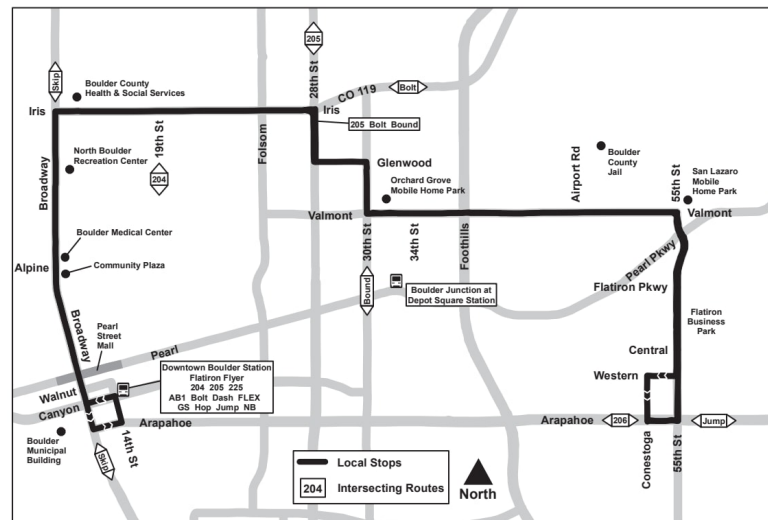 205
Skip
28th St
CO 119
Bolt
Boulder County
Health & Social Services
Iris
Iris
205 Bolt Bound
North Boulder
Recreation Center
19th St
204
Folsom
Broadway
Glenwood
Orchard Grove
Mobile Home Park
Airport Rd
Boulder
County
Jail
55th St
San Lazaro
Mobile
Home Park
Valmont
Valmont
30th St
34th St
Foothills
Boulder Medical Center
Alpine
Community Plaza
Pearl Pkwy
Flatiron Pkwy
Bound
Boulder Junction at
Depot Square Station
Broadway
Pearl
Street
Mall
Pearl
Flatiron
Business
Park
Central
Western
Downtown Boulder Station
Flatiron Flyer
204 205 225
AB1 Bolt Dash FLEX
GS Hop Jump NB
Walnut
Canyon
Arapahoe
Arapahoe
206
Jump
Boulder
Municipal
Building
Skip
14th St
Conestoga
55th St
Local Stops
204 Intersecting Routes
North